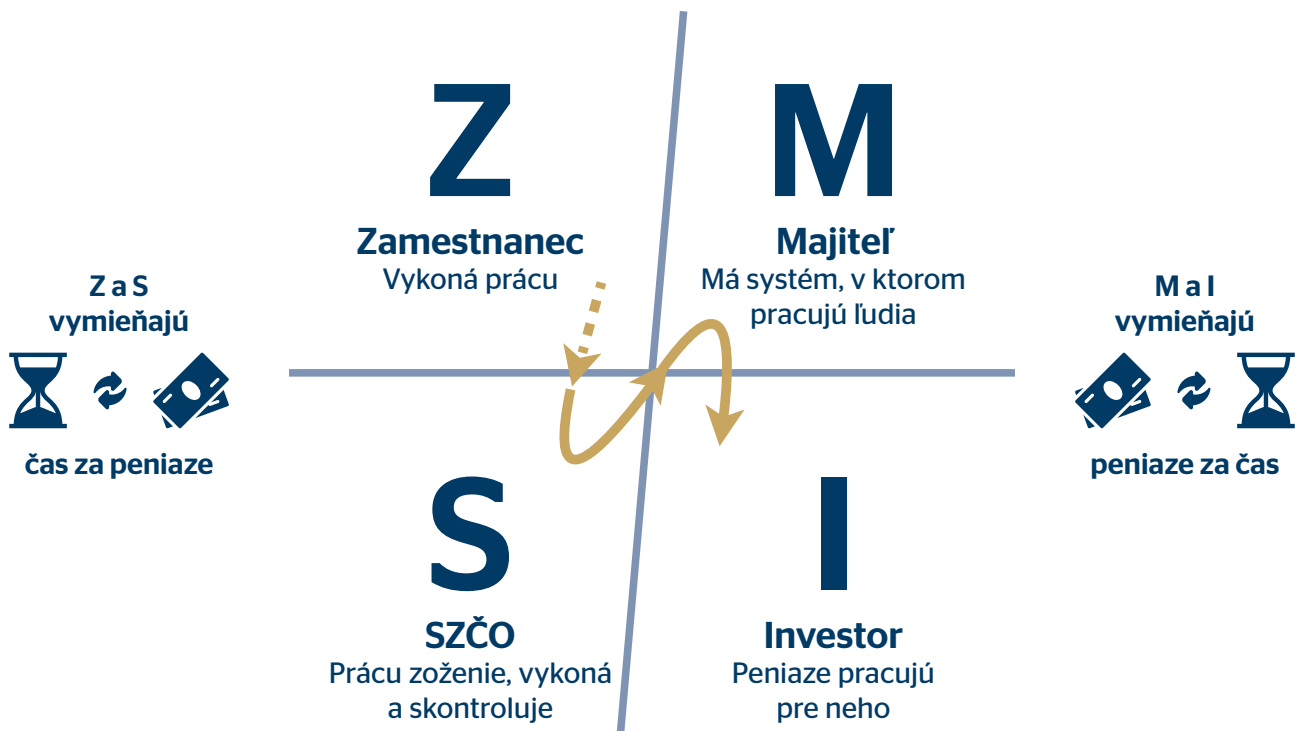 Z
Zamestnanec
Vykoná prácu
M
Majiteľ
Má systém, v ktorom
pracujú ľudia
Z a S
vymieňajú
čas za peniaze
M a I
vymieňajú
peniaze za čas
S
SZČO
Prácu zoženie, vykoná
a skontroluje
I
Investor
Peniaze pracujú
pre neho